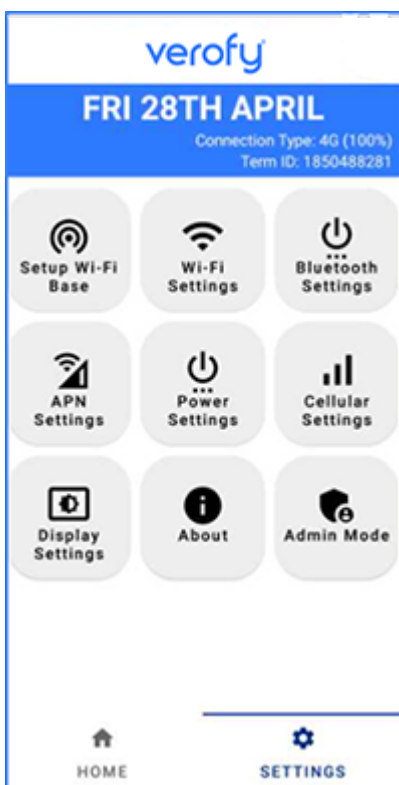 verofy
FRI 28TH APRIL
Connection Type: 4G (100%)
Term ID: 1850488281
Setup Wi-Fi
Base
Wi-Fi
Settings
Bluetooth
Settings
APN
Settings
Power
Settings
Cellular
Settings
Display
Settings
About
Admin Mode
HOME
SETTINGS